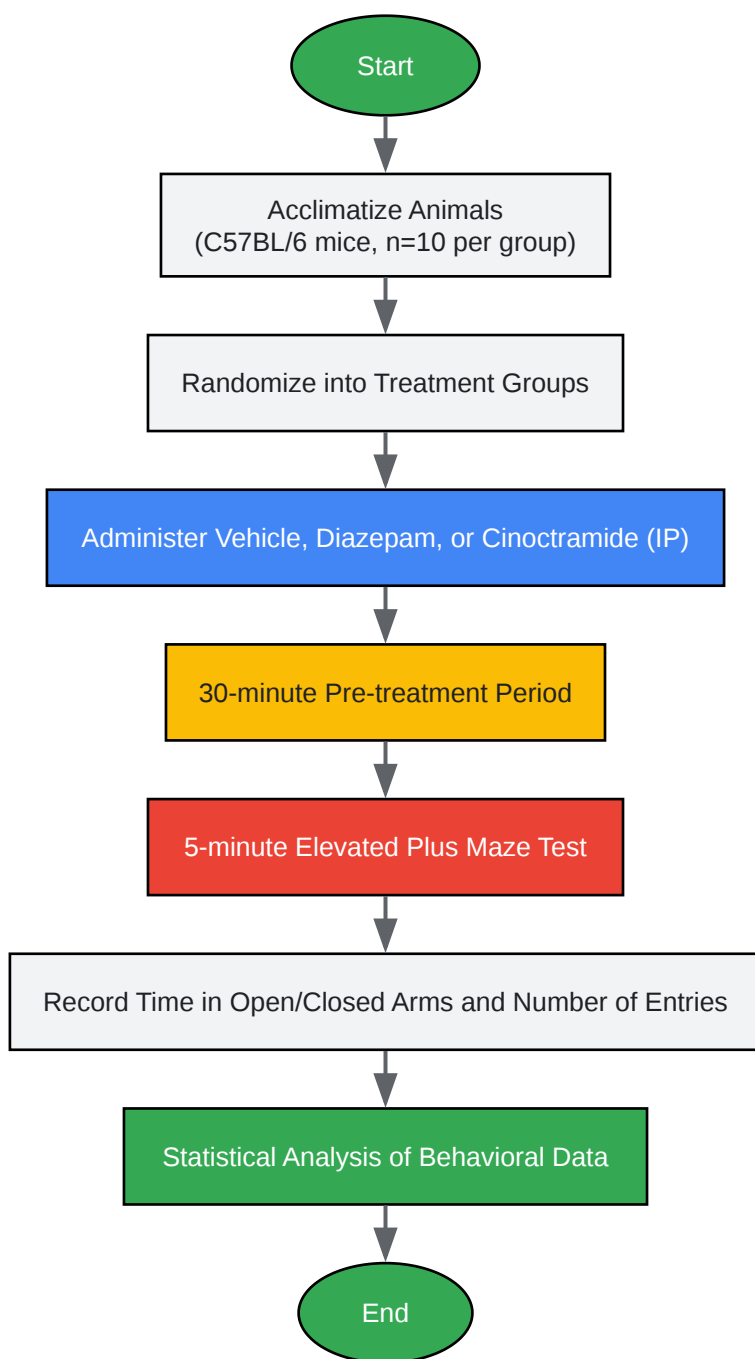 Start
Acclimatize Animals
(C57BL/6 mice, n=10 per group)
Randomize into Treatment Groups
Administer Vehicle, Diazepam, or Cinoctramide (IP)
30-minute Pre-treatment Period
5-minute Elevated Plus Maze Test
Record Time in Open/Closed Arms and Number of Entries
Statistical Analysis of Behavioral Data
End